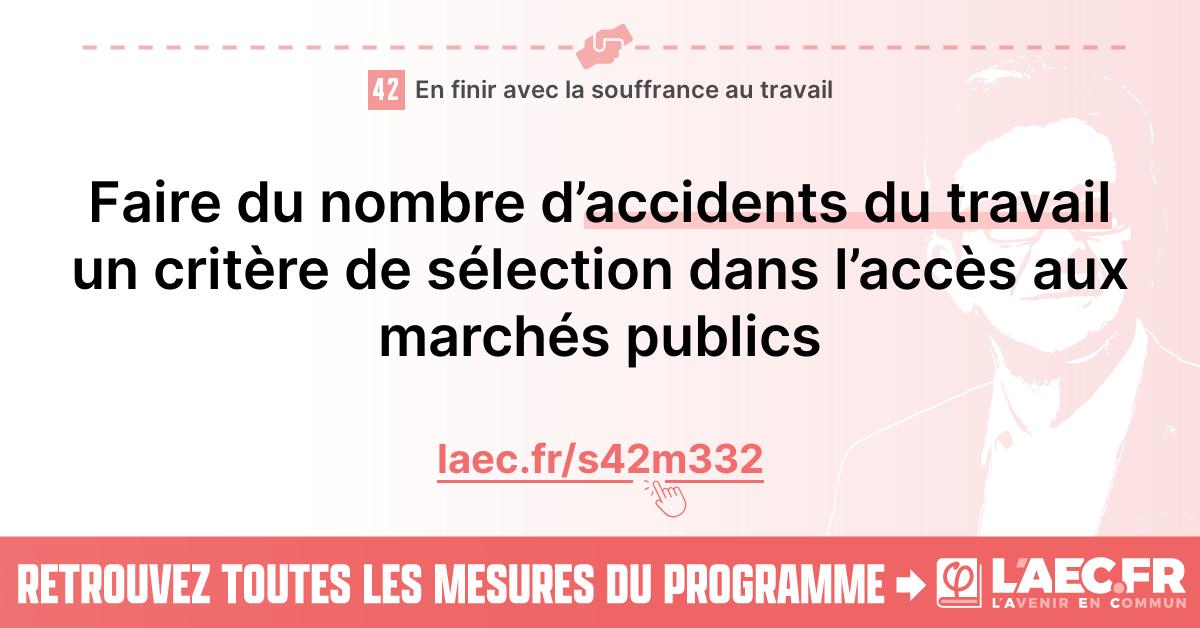 42 En finir avec la souffrance au travail
Faire du nombre d’accidents du travail
un critère de sélection dans l’accès aux
marchés publics
laec.fr/s42m332
RETROUVEZ TOUTES LES MESURES DU PROGRAMME
φ L'AEC.FR
L'AVENIR EN COMMUN